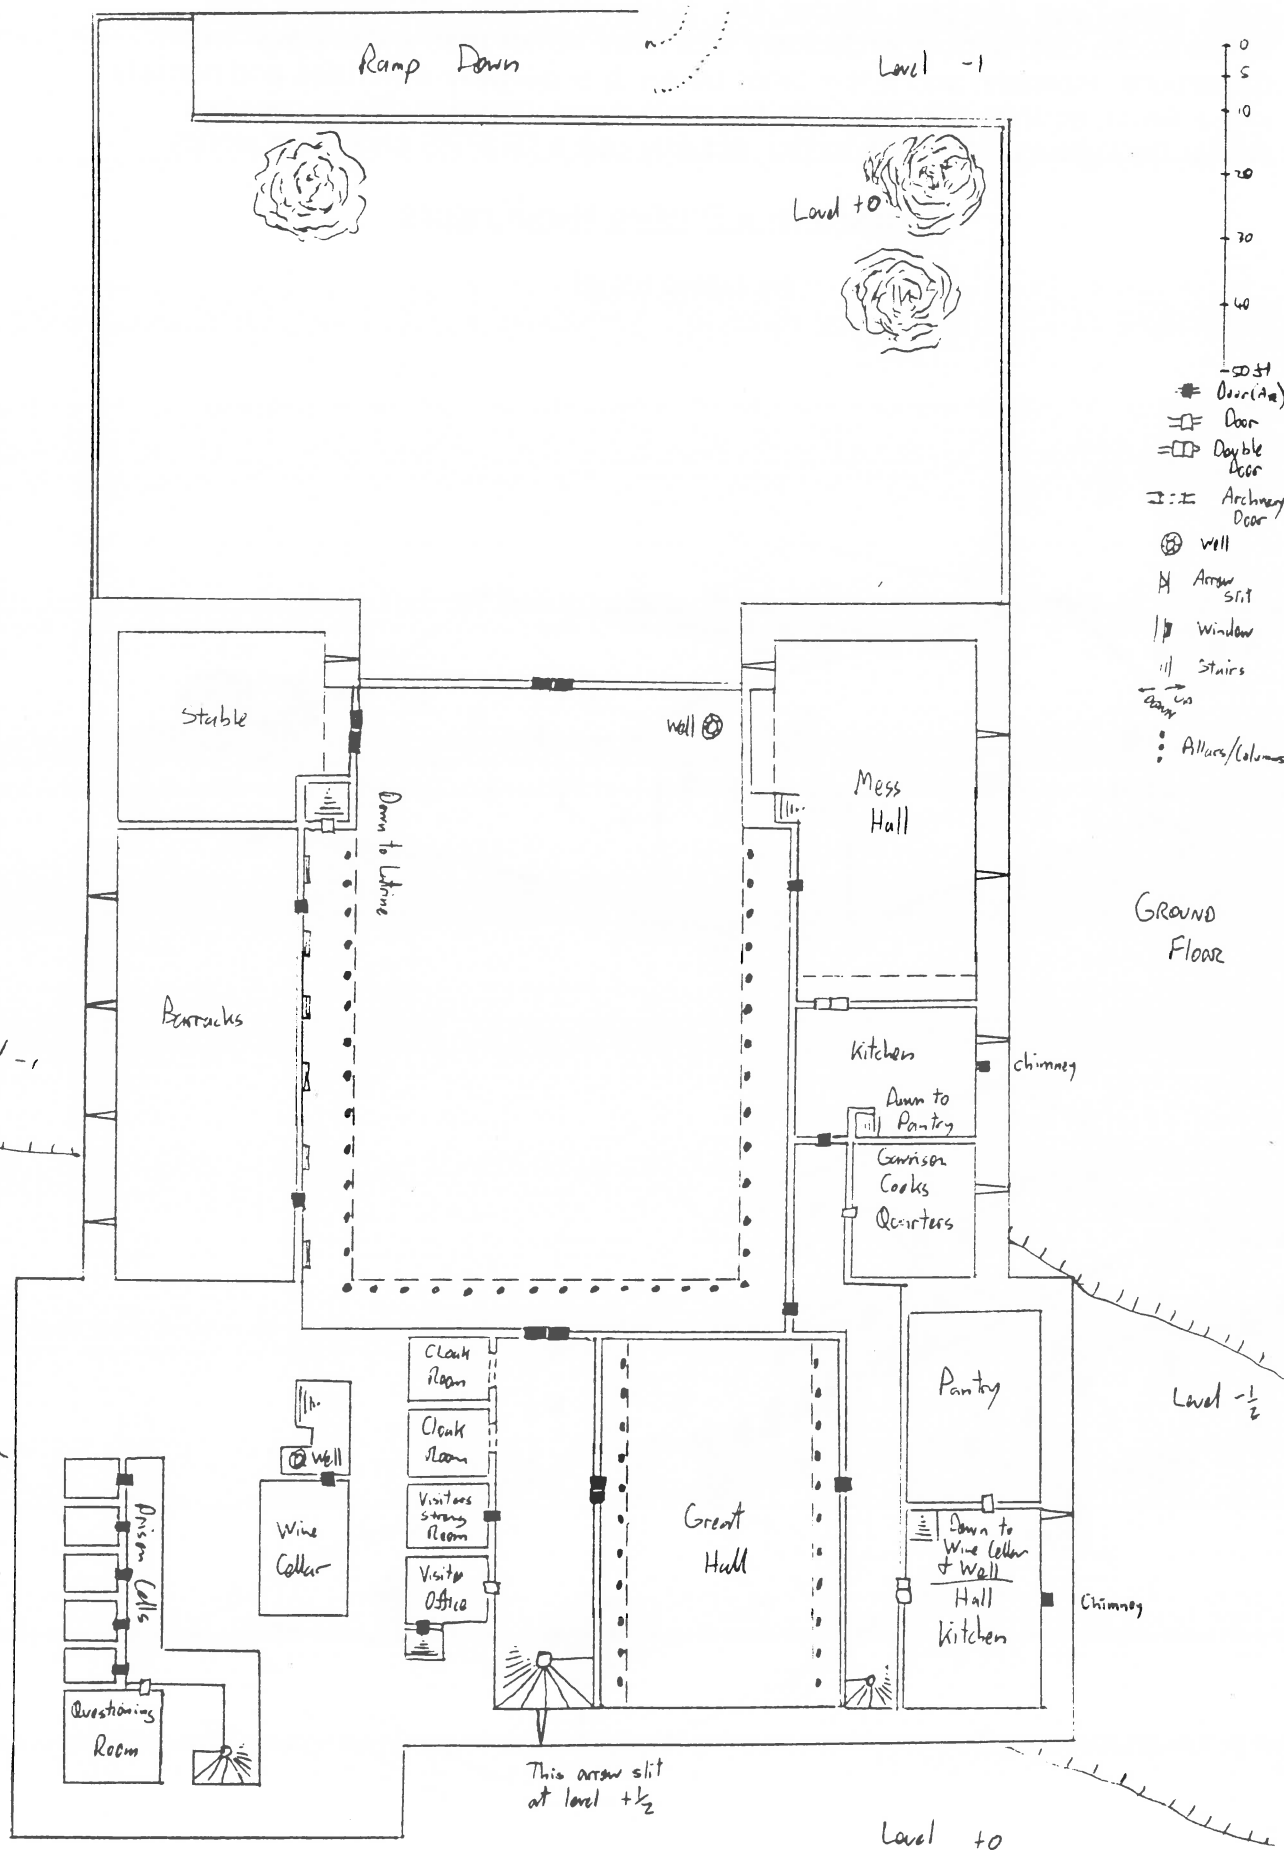 Ramp Down
Level -1
0
5
10
20
30
40
50 ft
Level +0
Door
Double
Door
Archway
Door
Well
Arrow
Slit
Window
Stairs
Down Up
Pillars/Columns
Stable
Well
Mess
Hall
Down to Latrine
GROUND
FLOOR
Barracks
-1
Kitchen
Chimney
Down to
Pantry
Garrison
Cooks
Quarters
Cloak
Room
Cloak
Room
Visitors
Strong
Room
Visitor
Office
Pantry
Level -1/2
Well
Wine
Cellar
Prison Cells
Questioning
Room
Great
Hall
Down to
Wine Cellar
+ Well
Hall
Kitchen
Chimney
This arrow slit
at level +1/2
Level +0